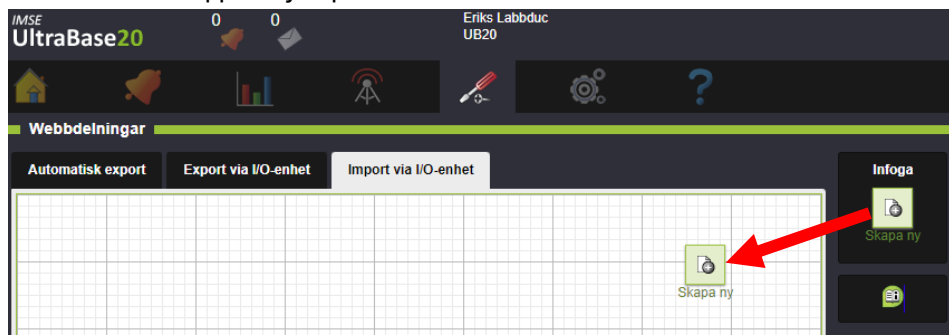 IMSE
UltraBase20
0
0
Eriks Labbduc
UB20
?
Webbdelningar
Automatisk export
Export via I/O-enhet
Import via I/O-enhet
Infoga
Skapa ny
Skapa ny